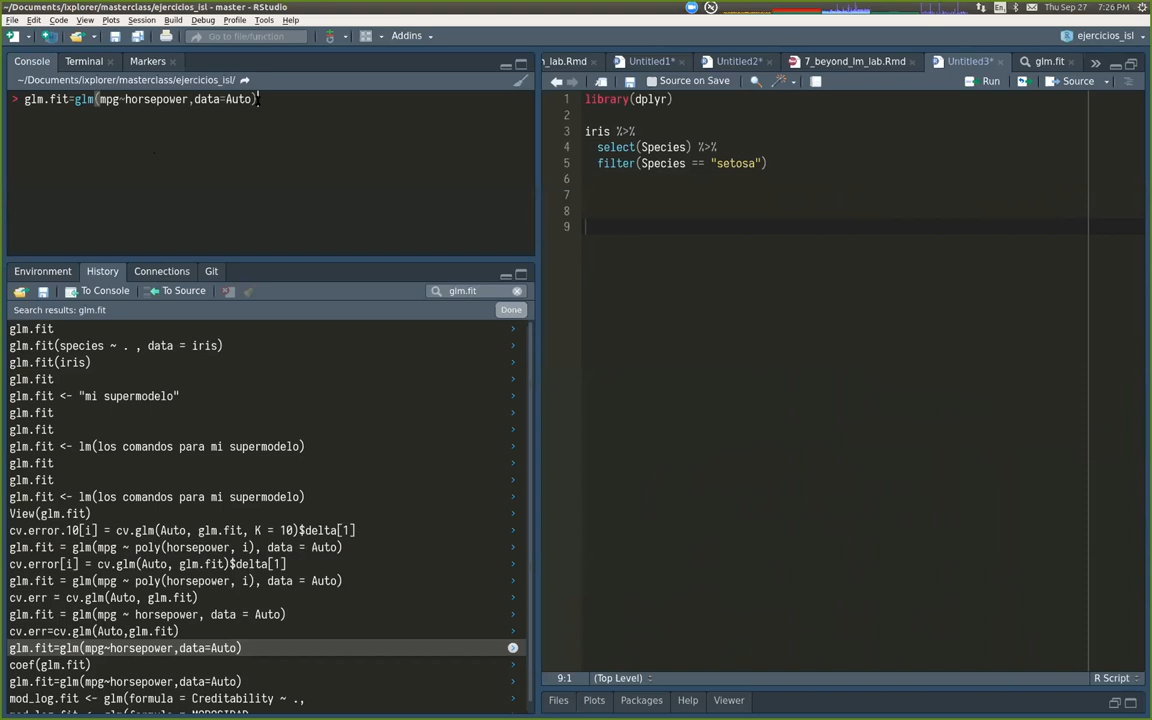 ~/Documents/ixplorer/masterclass/ejercicios_isl - master - RStudio
Thu Sep 27 7:26 PM
En
File Edit Code View Plots Session Build Debug Profile Tools Help
Go to file/function
Addins
ejercicios_isl
Console Terminal Markers
~/Documents/ixplorer/masterclass/ejercicios_isl/
> glm.fit=glm(mpg~horsepower,data=Auto)
Environment History Connections Git
To Console To Source
glm.fit
Search results: glm.fit
Done
glm.fit
glm.fit(species ~ . , data = iris)
glm.fit(iris)
glm.fit
glm.fit <- "mi supermodelo"
glm.fit
glm.fit
glm.fit <- lm(los comandos para mi supermodelo)
glm.fit
glm.fit
glm.fit <- lm(los comandos para mi supermodelo)
View(glm.fit)
cv.error.10[i] = cv.glm(Auto, glm.fit, K = 10)$delta[1]
glm.fit = glm(mpg ~ poly(horsepower, i), data = Auto)
cv.error[i] = cv.glm(Auto, glm.fit)$delta[1]
glm.fit = glm(mpg ~ poly(horsepower, i), data = Auto)
cv.err = cv.glm(Auto, glm.fit)
glm.fit = glm(mpg ~ horsepower, data = Auto)
cv.err=cv.glm(Auto,glm.fit)
glm.fit=glm(mpg~horsepower,data=Auto)
coef(glm.fit)
glm.fit=glm(mpg~horsepower,data=Auto)
mod_log.fit <- glm(formula = Creditability ~ .,
n_lab.Rmd Untitled1* Untitled2* 7_beyond_lm_lab.Rmd Untitled3* glm.fit
Source on Save
Run
Source
1 library(dplyr)
2
3 iris %>%
4 select(Species) %>%
5 filter(Species == "setosa")
6
7
8
9
9:1 (Top Level) R Script
Files Plots Packages Help Viewer